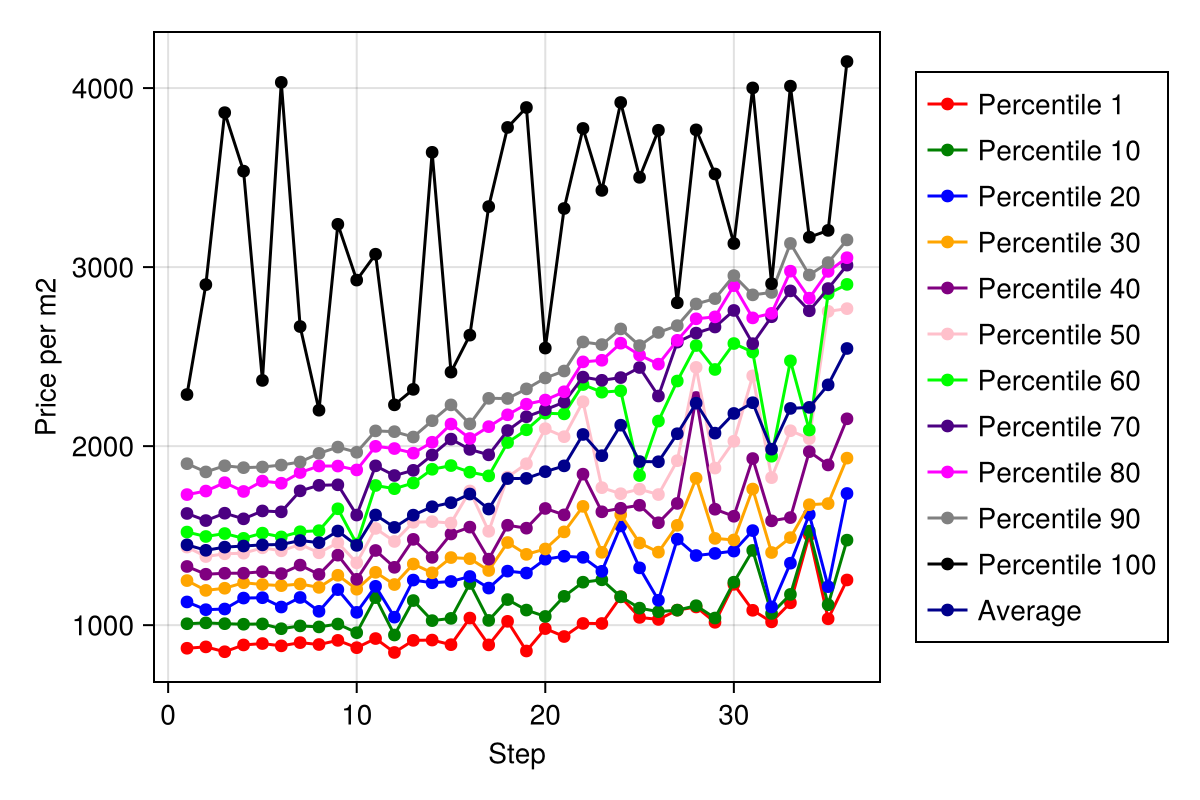 4000
3000
2000
1000
Price per m2
0 10 20 30
Step
Percentile 1
Percentile 10
Percentile 20
Percentile 30
Percentile 40
Percentile 50
Percentile 60
Percentile 70
Percentile 80
Percentile 90
Percentile 100
Average